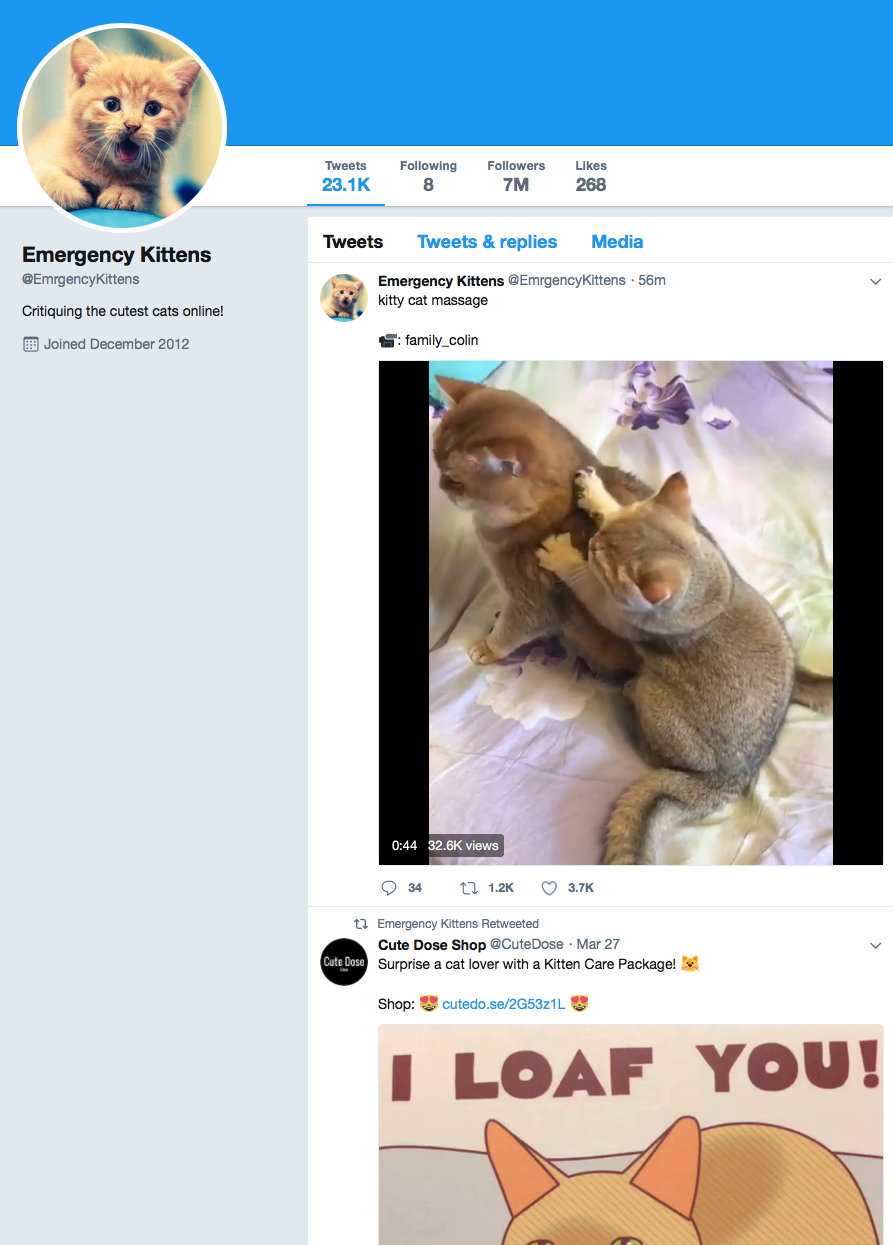 Tweets
23.1K
Following
8
Followers
7M
Likes
268
Emergency Kittens
@EmrgencyKittens
Critiquing the cutest cats online!
Joined December 2012
Tweets Tweets & replies Media
Emergency Kittens @EmrgencyKittens · 56m
kitty cat massage
📹: family_colin
0:44 32.6K views
34 1.2K 3.7K
Emergency Kittens Retweeted
Cute Dose Shop @CuteDose · Mar 27
Cute Dose
Surprise a cat lover with a Kitten Care Package! 🐱
Shop: 😻 cutedo.se/2G53z1L 😻
I LOAF YOU!